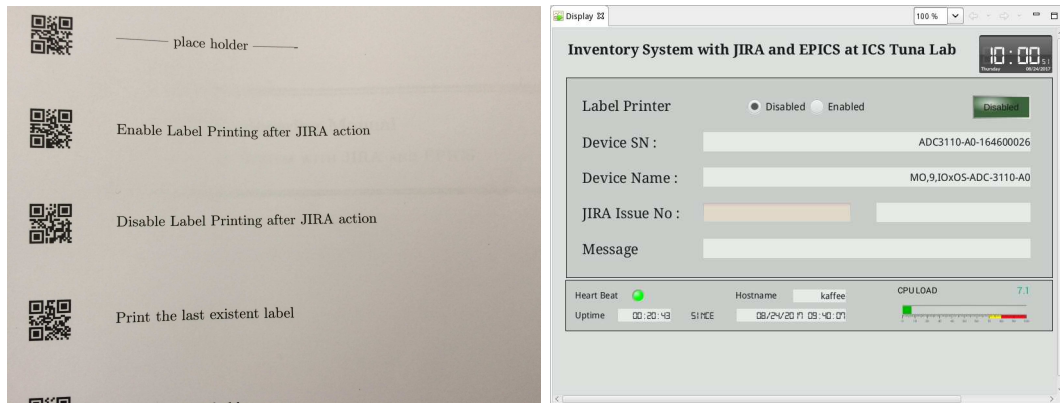 place holder
Enable Label Printing after JIRA action
Disable Label Printing after JIRA action
Print the last existent label
Display
100 %
Inventory System with JIRA and EPICS at ICS Tuna Lab
10:00 51
Thursday 08/24/2017
Label Printer Disabled Enabled Disabled
Device SN : ADC3110-A0-164600026
Device Name : MO,9,IOxOS-ADC-3110-A0
JIRA Issue No :
Message
Heart Beat Hostname kaffee CPU LOAD 7.1
Uptime 00:20:43 SINCE 08/24/2017 09:40:07